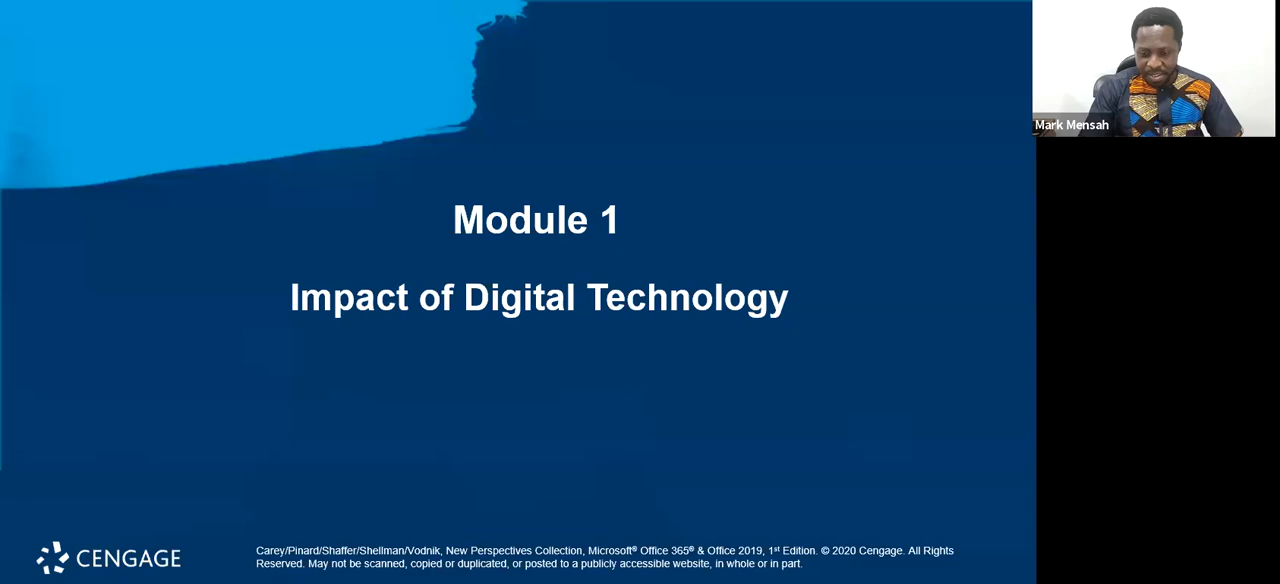 Mark Mensah
Module 1
Impact of Digital Technology
CENGAGE
Carey/Pinard/Shaffer/Shellman/Vodnik, New Perspectives Collection, Microsoft® Office 365® & Office 2019, 1st Edition. © 2020 Cengage. All Rights
Reserved. May not be scanned, copied or duplicated, or posted to a publicly accessible website, in whole or in part.